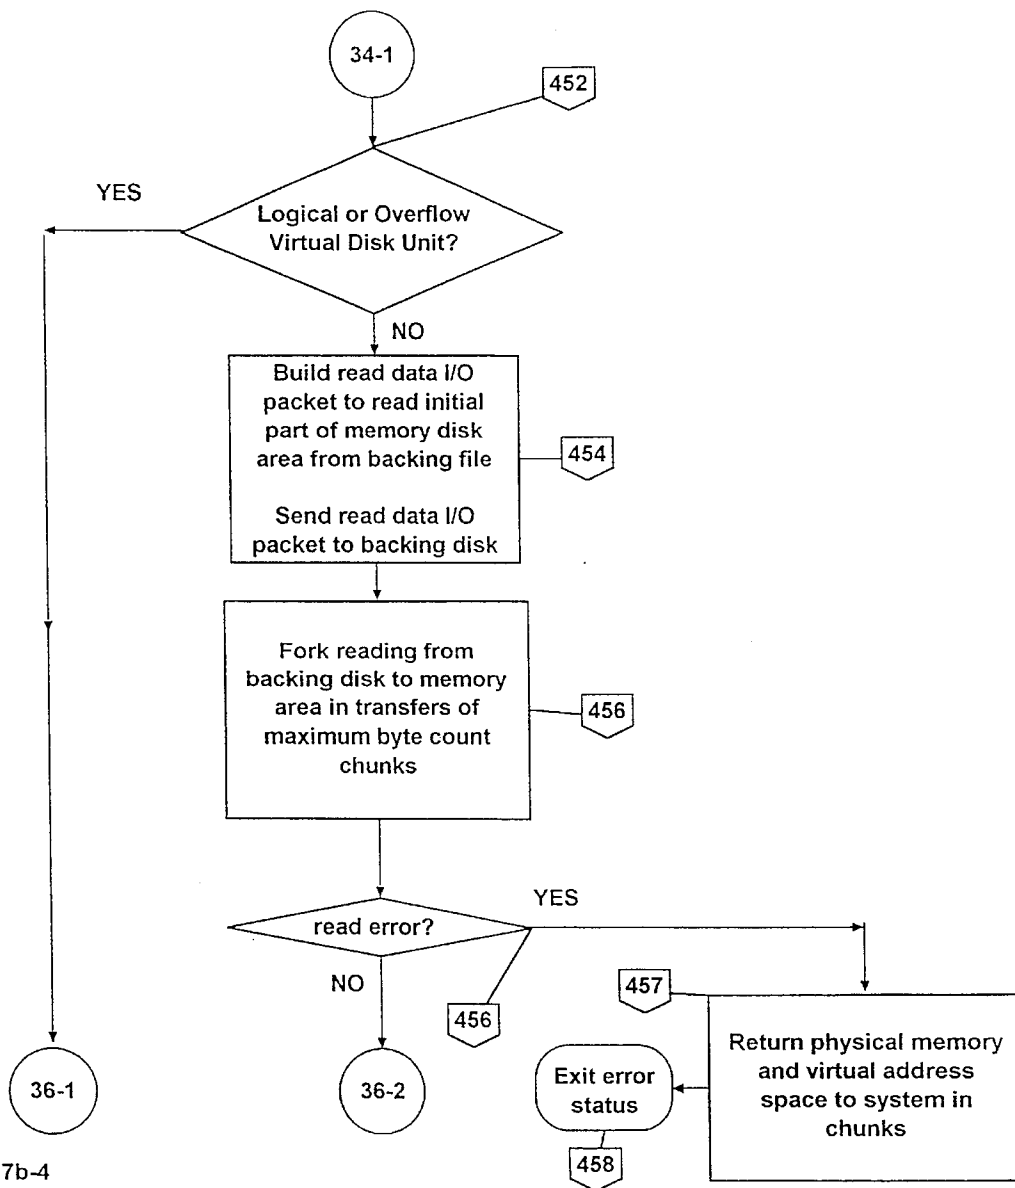 34-1
452
YES
Logical or Overflow
Virtual Disk Unit?
NO
Build read data I/O
packet to read initial
part of memory disk
area from backing file
Send read data I/O
packet to backing disk
454
Fork reading from
backing disk to memory
area in transfers of
maximum byte count
chunks
456
read error?
YES
NO
456
457
Return physical memory
and virtual address
space to system in
chunks
Exit error
status
458
36-1
36-2
7b-4